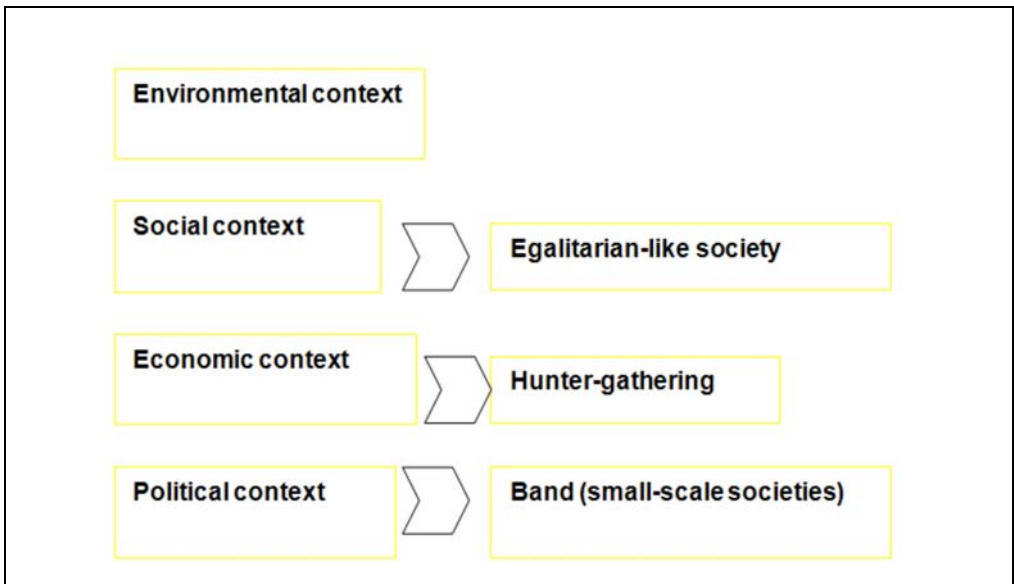 Environmental context
Social context
Egalitarian-like society
Economic context
Hunter-gathering
Political context
Band (small-scale societies)